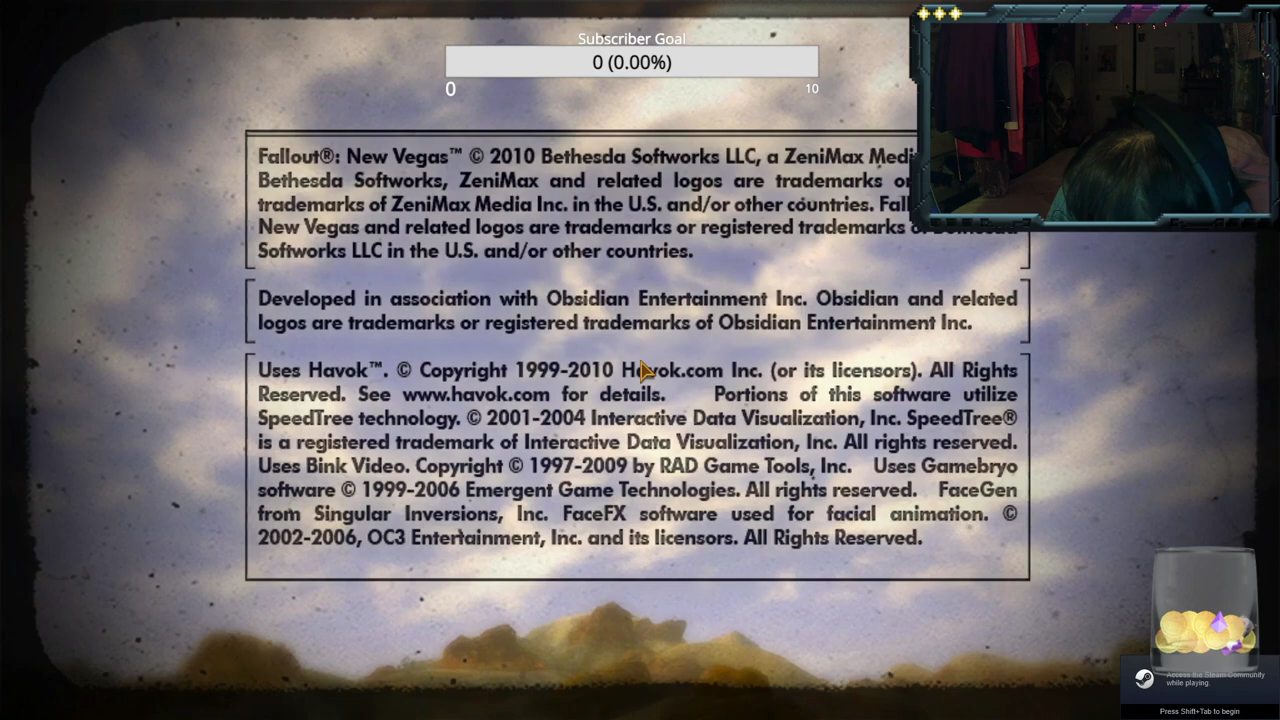 Subscriber Goal
0 (0.00%)
0
10
Fallout®: New Vegas™ © 2010 Bethesda Softworks LLC, a ZeniMax
Bethesda Softworks, ZeniMax and related logos are trademarks
trademarks of ZeniMax Media Inc. in the U.S. and/or other countries.
New Vegas and related logos are trademarks or registered trademarks
Softworks LLC in the U.S. and/or other countries.
Developed in association with Obsidian Entertainment Inc. Obsidian and related
logos are trademarks or registered trademarks of Obsidian Entertainment Inc.
Uses Havok™. © Copyright 1999-2010 Havok.com Inc. (or its licensors). All Rights
Reserved. See www.havok.com for details. Portions of this software utilize
SpeedTree technology. © 2001-2004 Interactive Data Visualization, Inc. SpeedTree®
is a registered trademark of Interactive Data Visualization, Inc. All rights reserved.
Uses Bink Video. Copyright © 1997-2009 by RAD Game Tools, Inc. Uses Gamebryo
software © 1999-2006 Emergent Game Technologies. All rights reserved. FaceGen
from Singular Inversions, Inc. FaceFX software used for facial animation. ©
2002-2006, OC3 Entertainment, Inc. and its licensors. All Rights Reserved.
Access the Steam Community
while playing.
Press Shift+Tab to begin